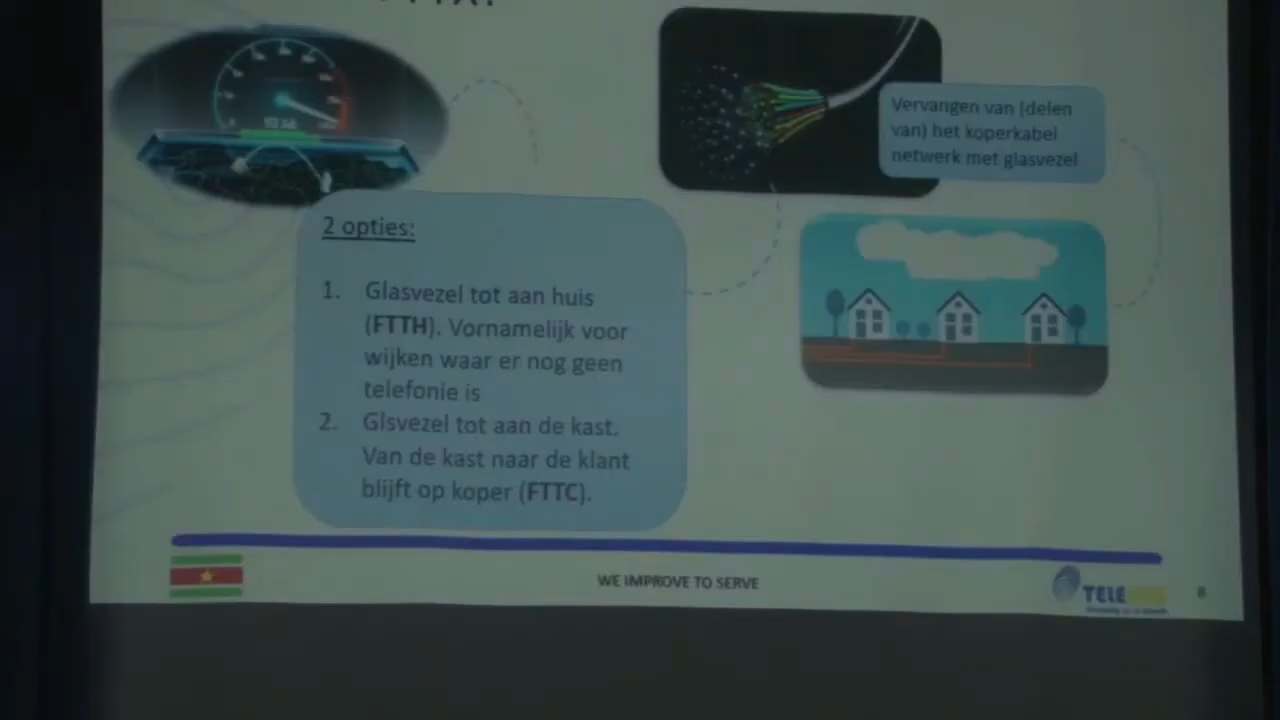 Vervangen van (delen
van) het koperkabel
netwerk met glasvezel
2 opties:
1. Glasvezel tot aan huis
(FTTH). Vornamelijk voor
wijken waar er nog geen
telefonie is
2. Glsvezel tot aan de kast.
Van de kast naar de klant
blijft op koper (FTTC).
WE IMPROVE TO SERVE
TELE